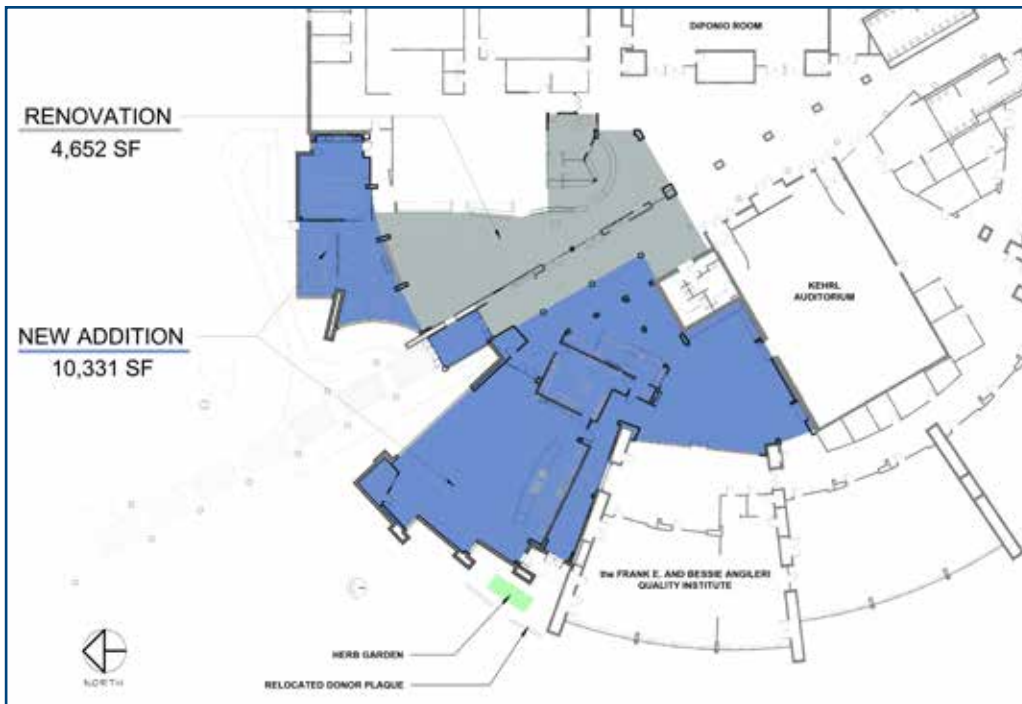 DIPONIO ROOM
RENOVATION
4,652 SF
NEW ADDITION
10,331 SF
KEHRL
AUDITORIUM
the FRANK E. AND BESSIE ANGILERI
QUALITY INSTITUTE
HERB GARDEN
RELOCATED DONOR PLAQUE
NORTH